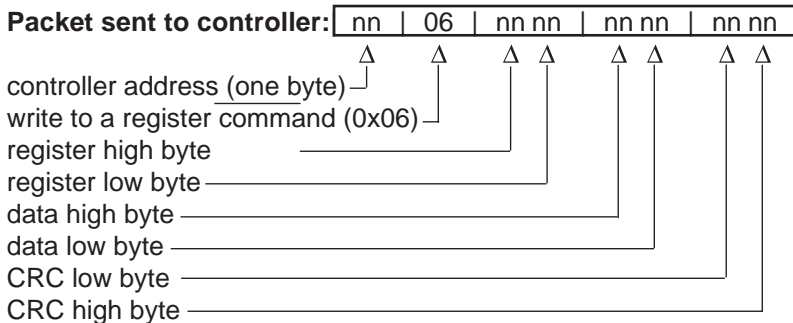 Packet sent to controller: nn | 06 | nn nn | nn nn | nn nn
controller address (one byte)
write to a register command (0x06)
register high byte
register low byte
data high byte
data low byte
CRC low byte
CRC high byte